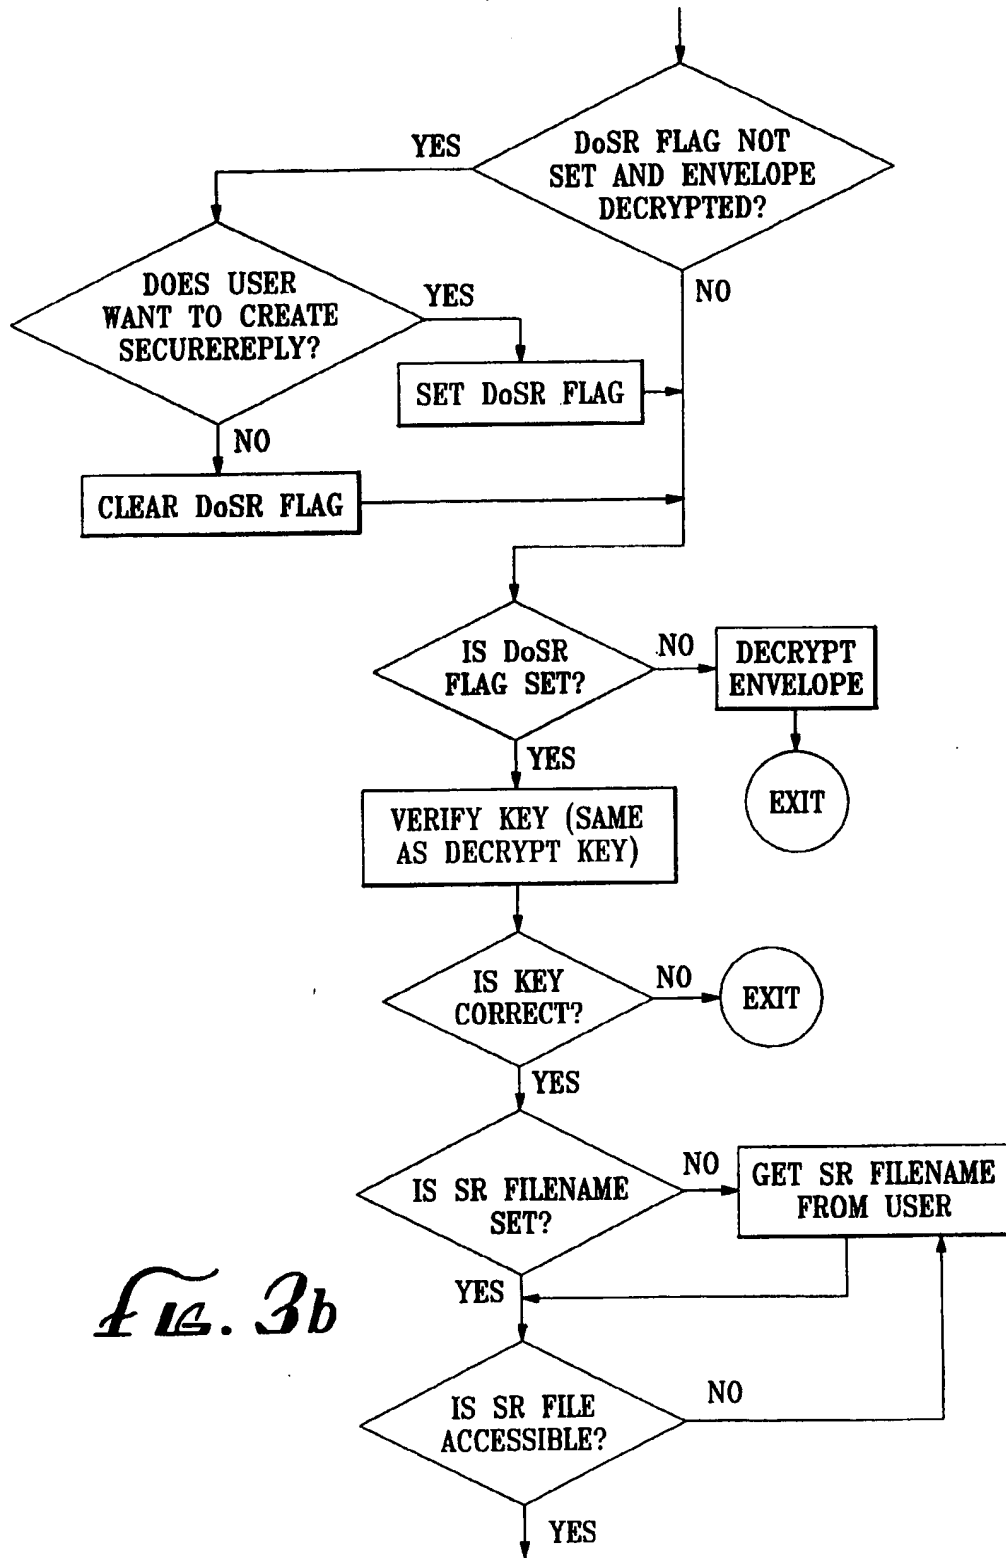 DoSR FLAG NOT
SET AND ENVELOPE
DECRYPTED?
YES
NO
DOES USER
WANT TO CREATE
SECUREREPLY?
YES
SET DoSR FLAG
NO
CLEAR DoSR FLAG
IS DoSR
FLAG SET?
NO
DECRYPT
ENVELOPE
EXIT
YES
VERIFY KEY (SAME
AS DECRYPT KEY)
IS KEY
CORRECT?
NO
EXIT
YES
IS SR FILENAME
SET?
NO
GET SR FILENAME
FROM USER
YES
FIG. 3b
IS SR FILE
ACCESSIBLE?
NO
YES